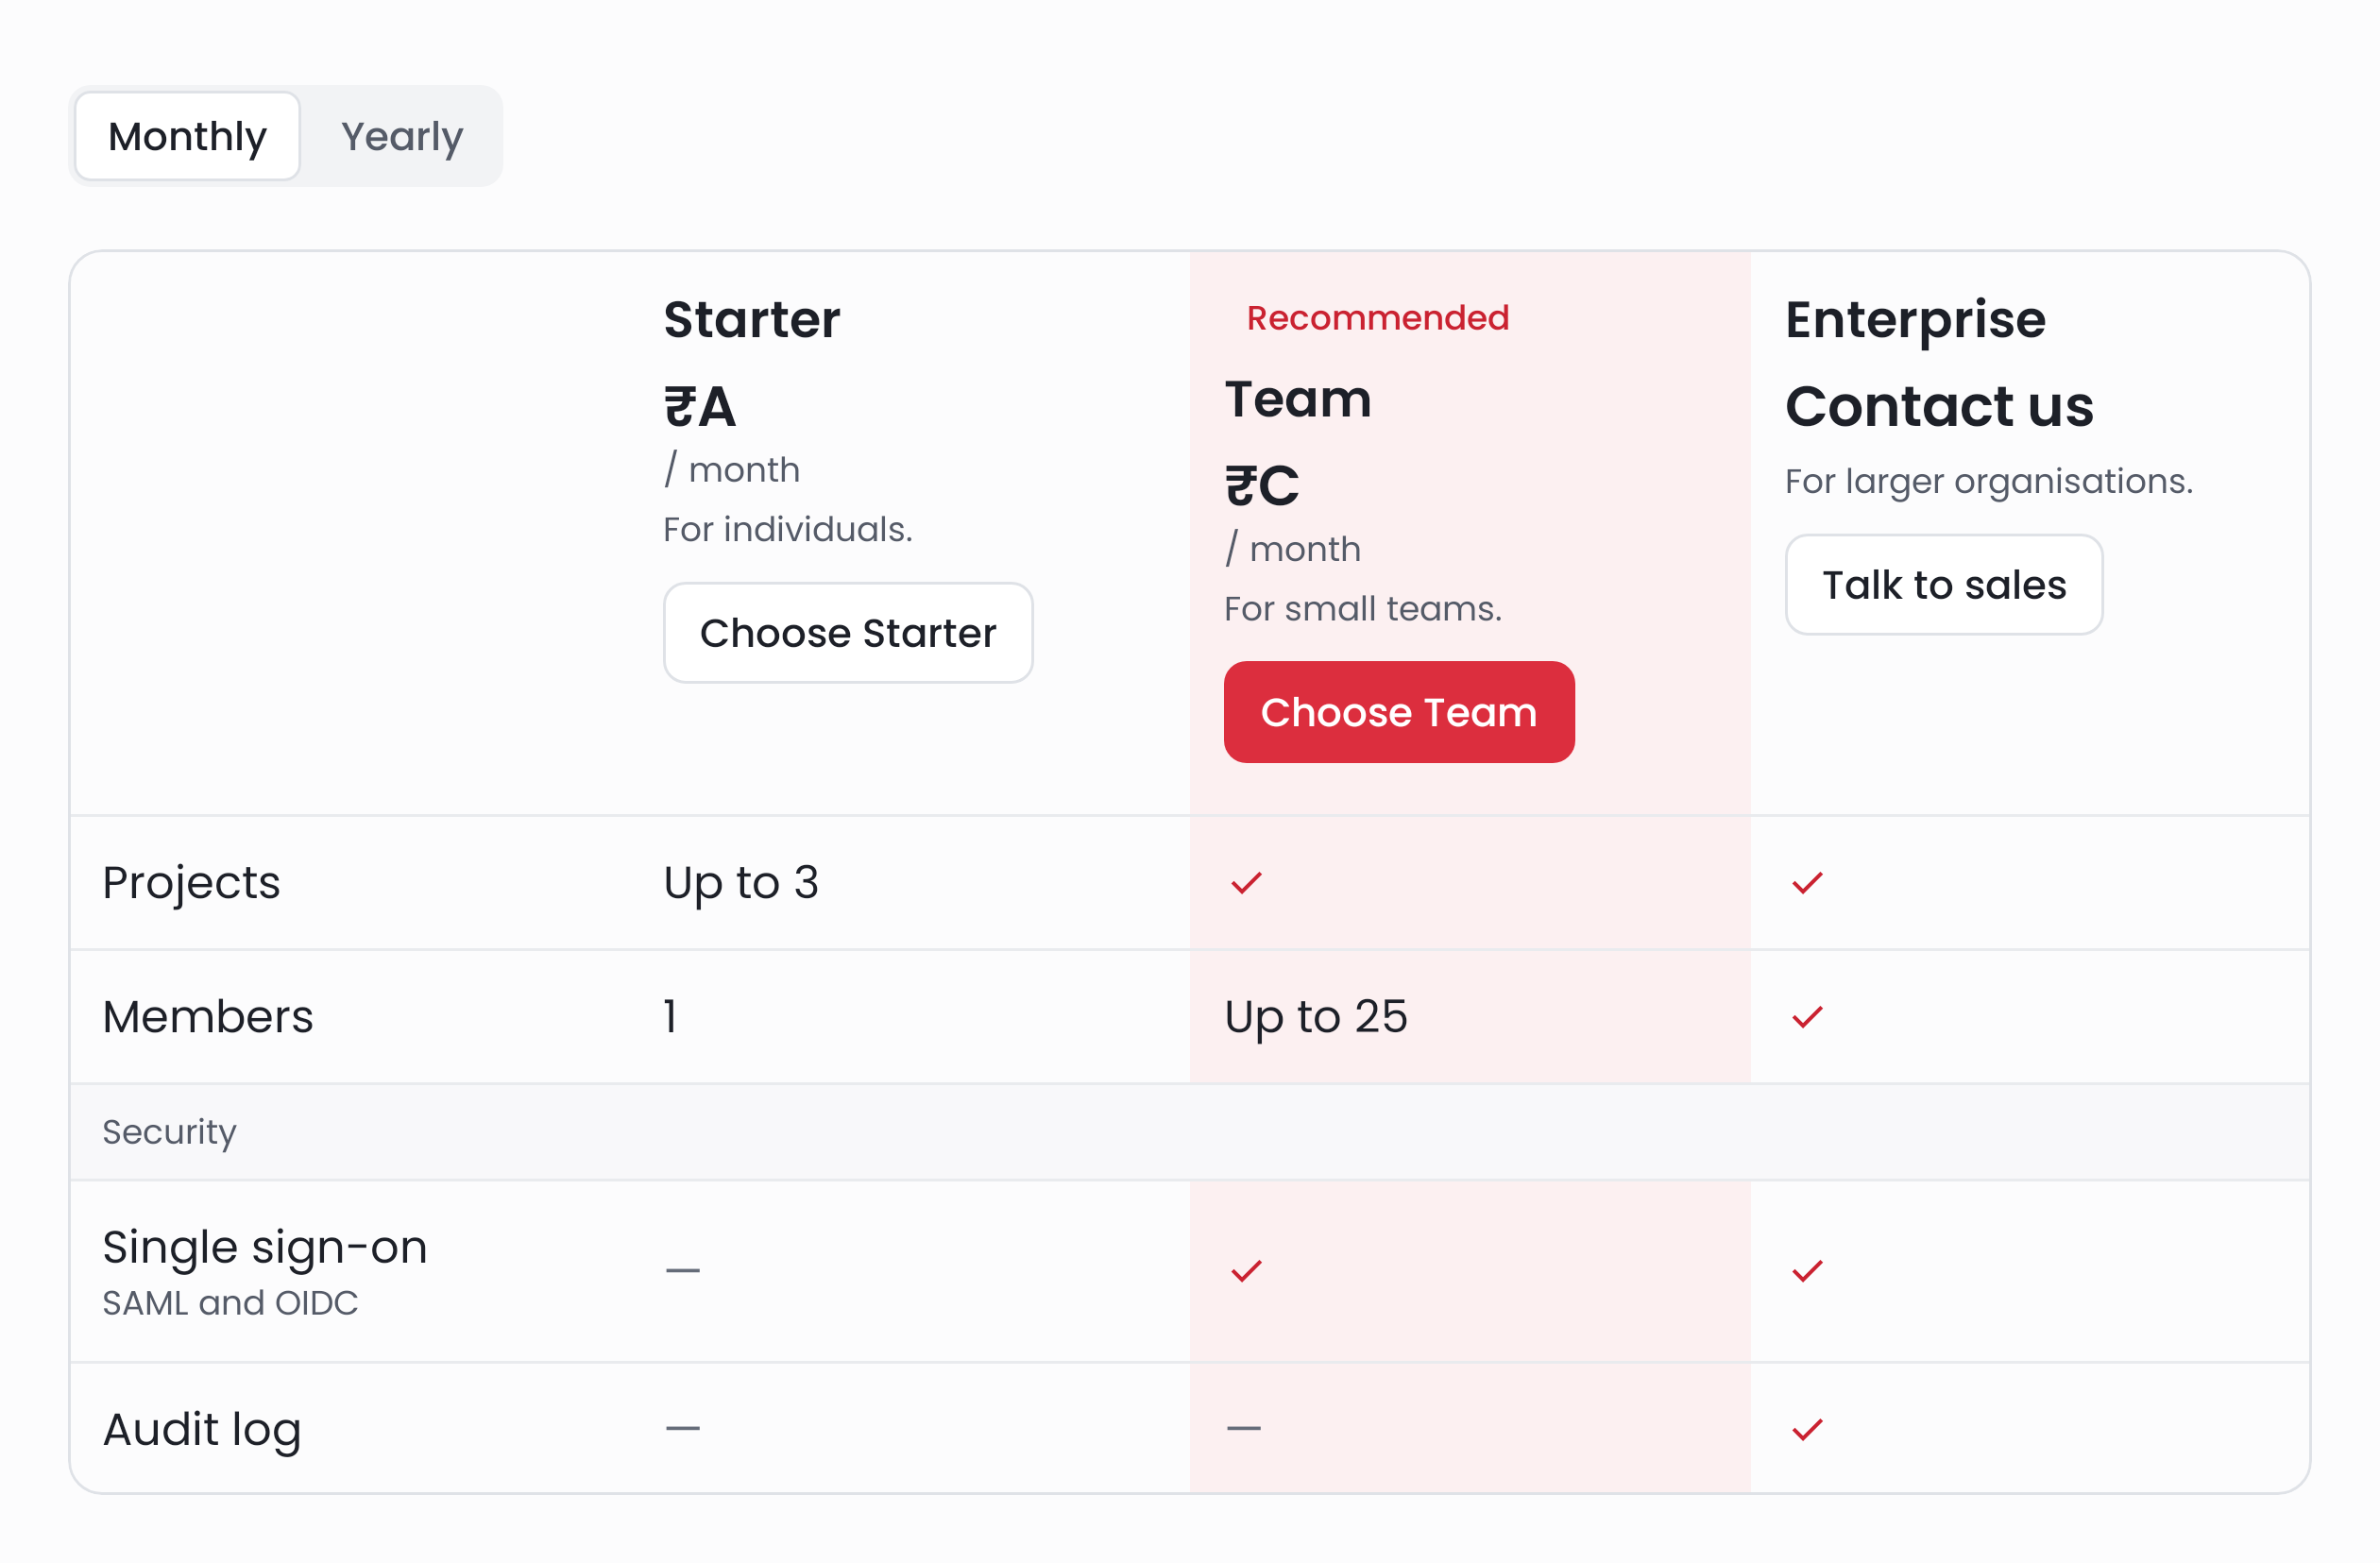 Monthly Yearly
Starter
₹A
/ month
For individuals.
Choose Starter
Recommended
Team
₹C
/ month
For small teams.
Choose Team
Enterprise
Contact us
For larger organisations.
Talk to sales
Projects Up to 3 ✓ ✓
Members 1 Up to 25 ✓
Security
Single sign-on
SAML and OIDC
— ✓ ✓
Audit log — — ✓